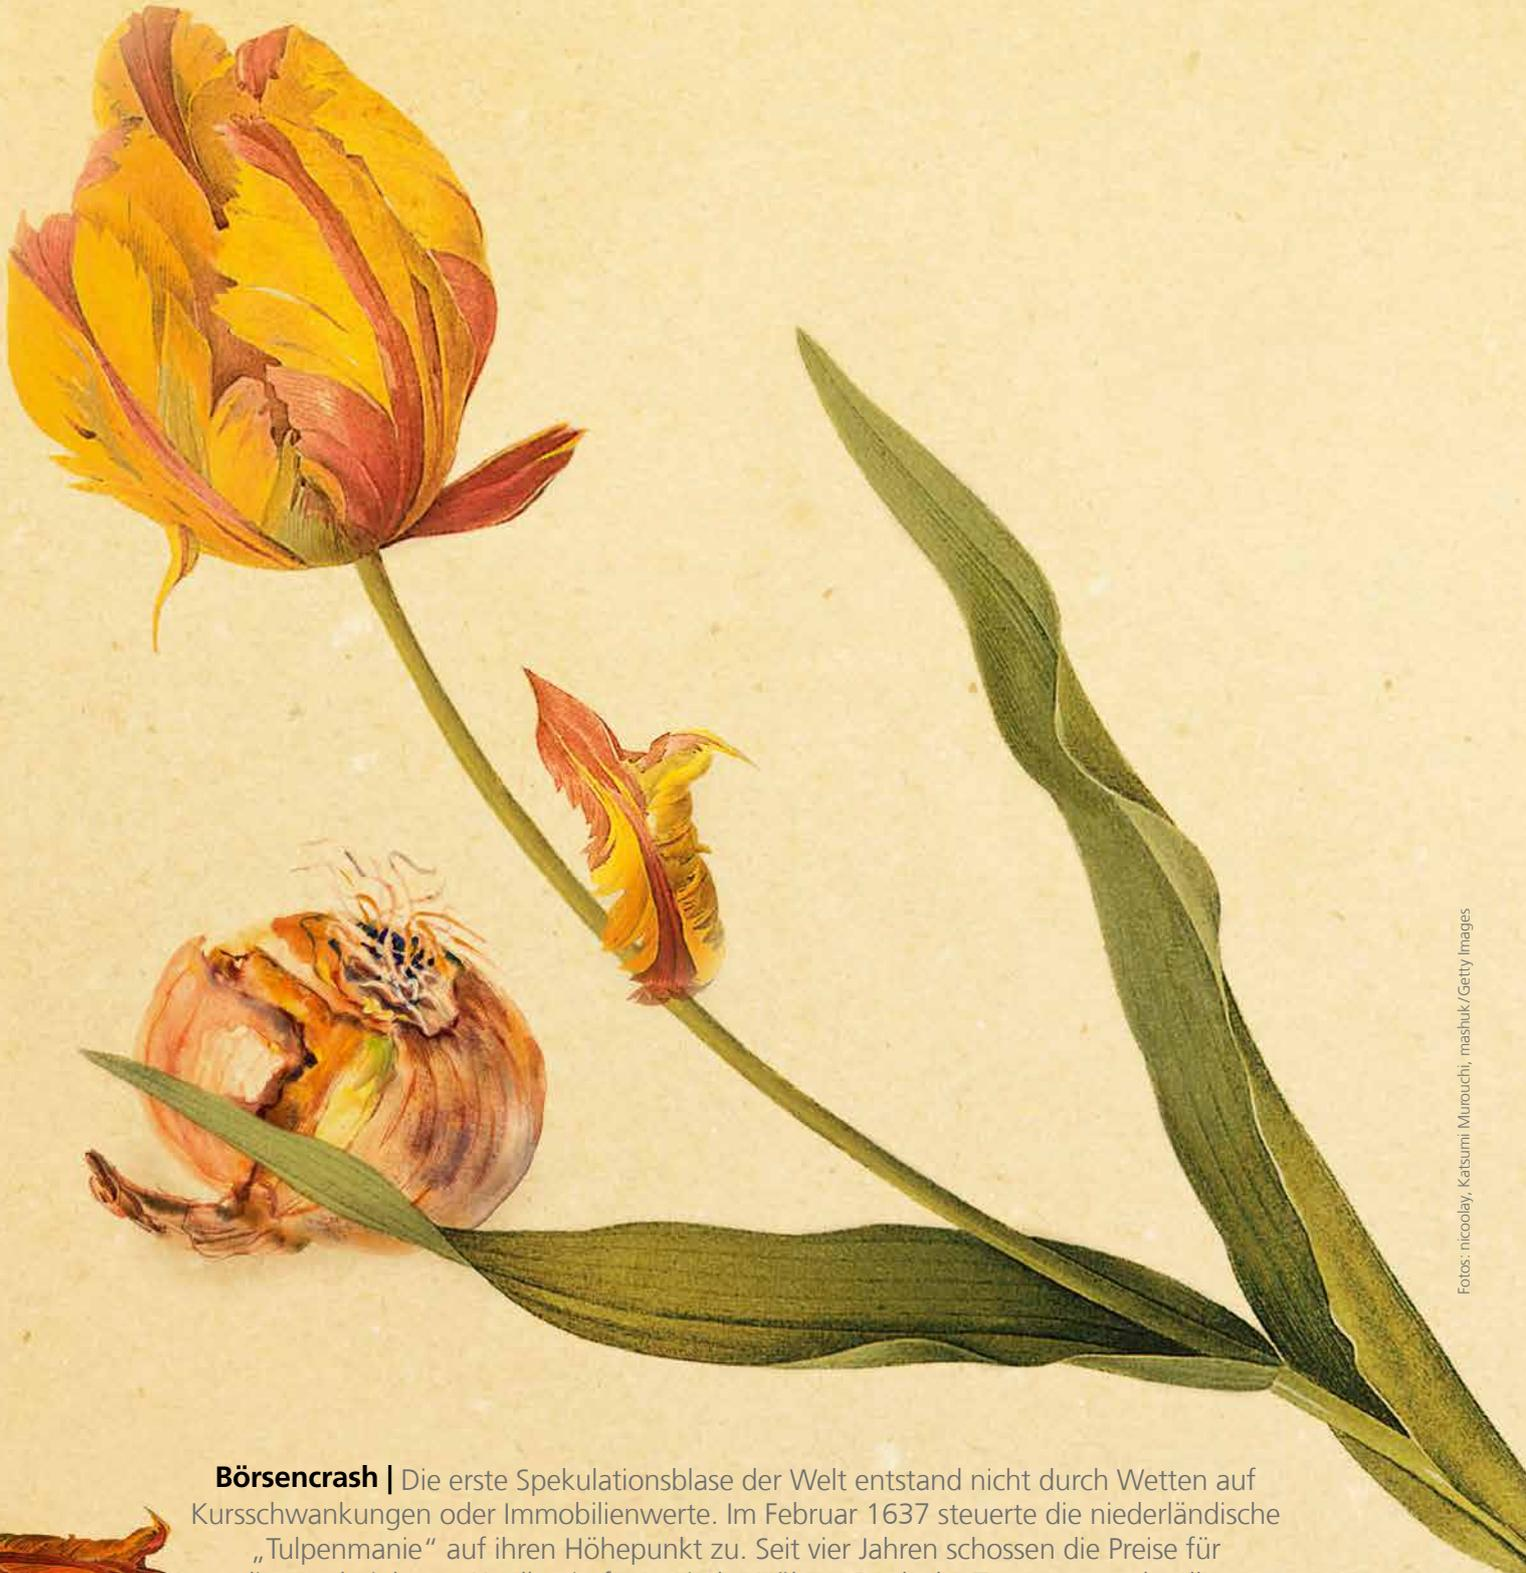 Fotos: nicoolay, Katsumi Murouchi, mashuk/Getty Images
Börsencrash | Die erste Spekulationsblase der Welt entstand nicht durch Wetten auf
Kursschwankungen oder Immobilienwerte. Im Februar 1637 steuerte die niederländische
„Tulpenmanie“ auf ihren Höhepunkt zu. Seit vier Jahren schossen die Preise für